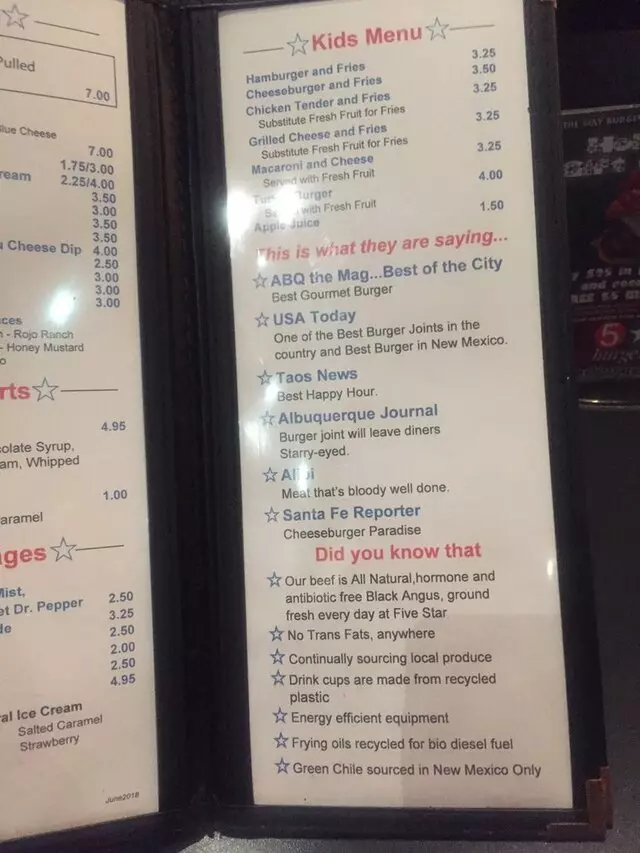 Pulled
7.00
Blue Cheese
7.00
1.75/3.00
2.25/4.00
3.50
3.00
3.50
3.50
Cheese Dip 4.00
2.50
3.00
3.00
3.00
- Rojo Ranch
- Honey Mustard
4.95
Syrup,
Whipped
1.00
2.50
Dr. Pepper
3.25
2.50
2.00
2.50
4.95
Ice Cream
Salted Caramel
Strawberry
June2018
Kids Menu
Hamburger and Fries 3.25
Cheeseburger and Fries 3.50
Chicken Tender and Fries 3.25
Substitute Fresh Fruit for Fries
Grilled Cheese and Fries 3.25
Substitute Fresh Fruit for Fries
Macaroni and Cheese 3.25
Served with Fresh Fruit
Burger 4.00
with Fresh Fruit
Apple Juice 1.50
This is what they are saying...
ABQ the Mag...Best of the City
Best Gourmet Burger
USA Today
One of the Best Burger Joints in the
country and Best Burger in New Mexico.
Taos News
Best Happy Hour.
Albuquerque Journal
Burger joint will leave diners
Starry-eyed.
Alibi
Meat that's bloody well done.
Santa Fe Reporter
Cheeseburger Paradise
Did you know that
Our beef is All Natural,hormone and
antibiotic free Black Angus, ground
fresh every day at Five Star
No Trans Fats, anywhere
Continually sourcing local produce
Drink cups are made from recycled
plastic
Energy efficient equipment
Frying oils recycled for bio diesel fuel
Green Chile sourced in New Mexico Only
5